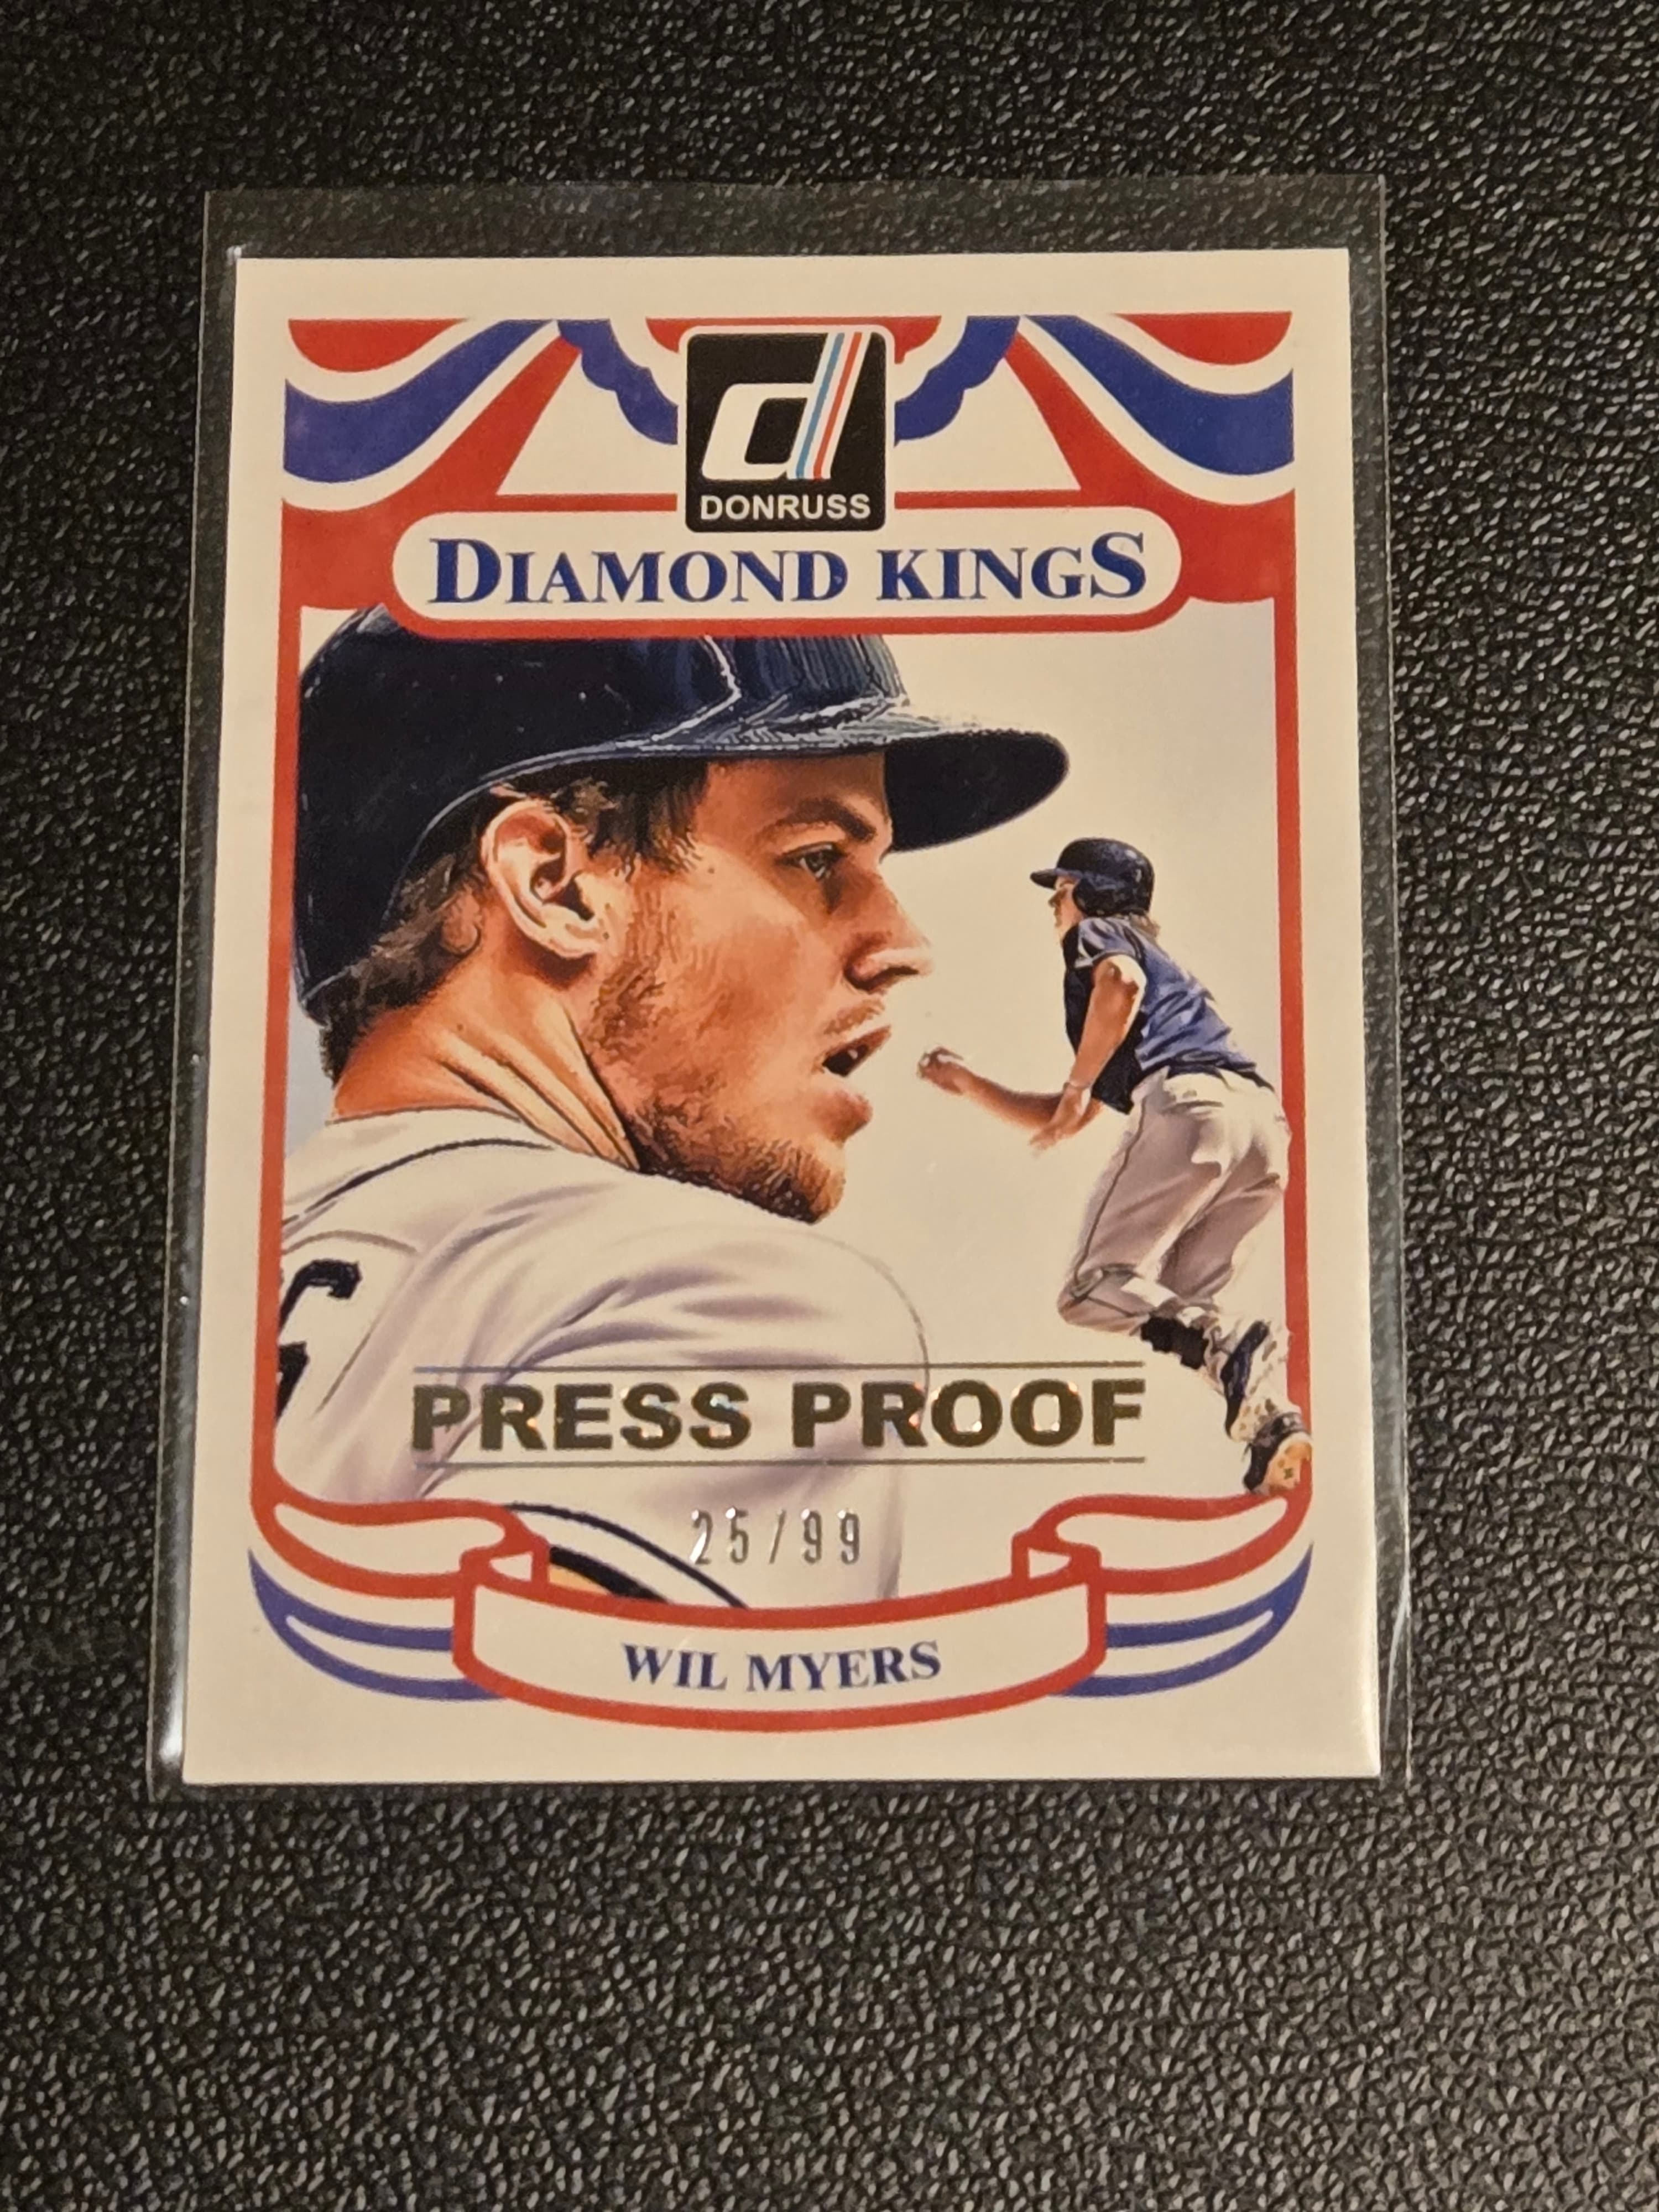 d
DONRUSS
DIAMOND KINGS
PRESS PROOF
25/99
WIL MYERS